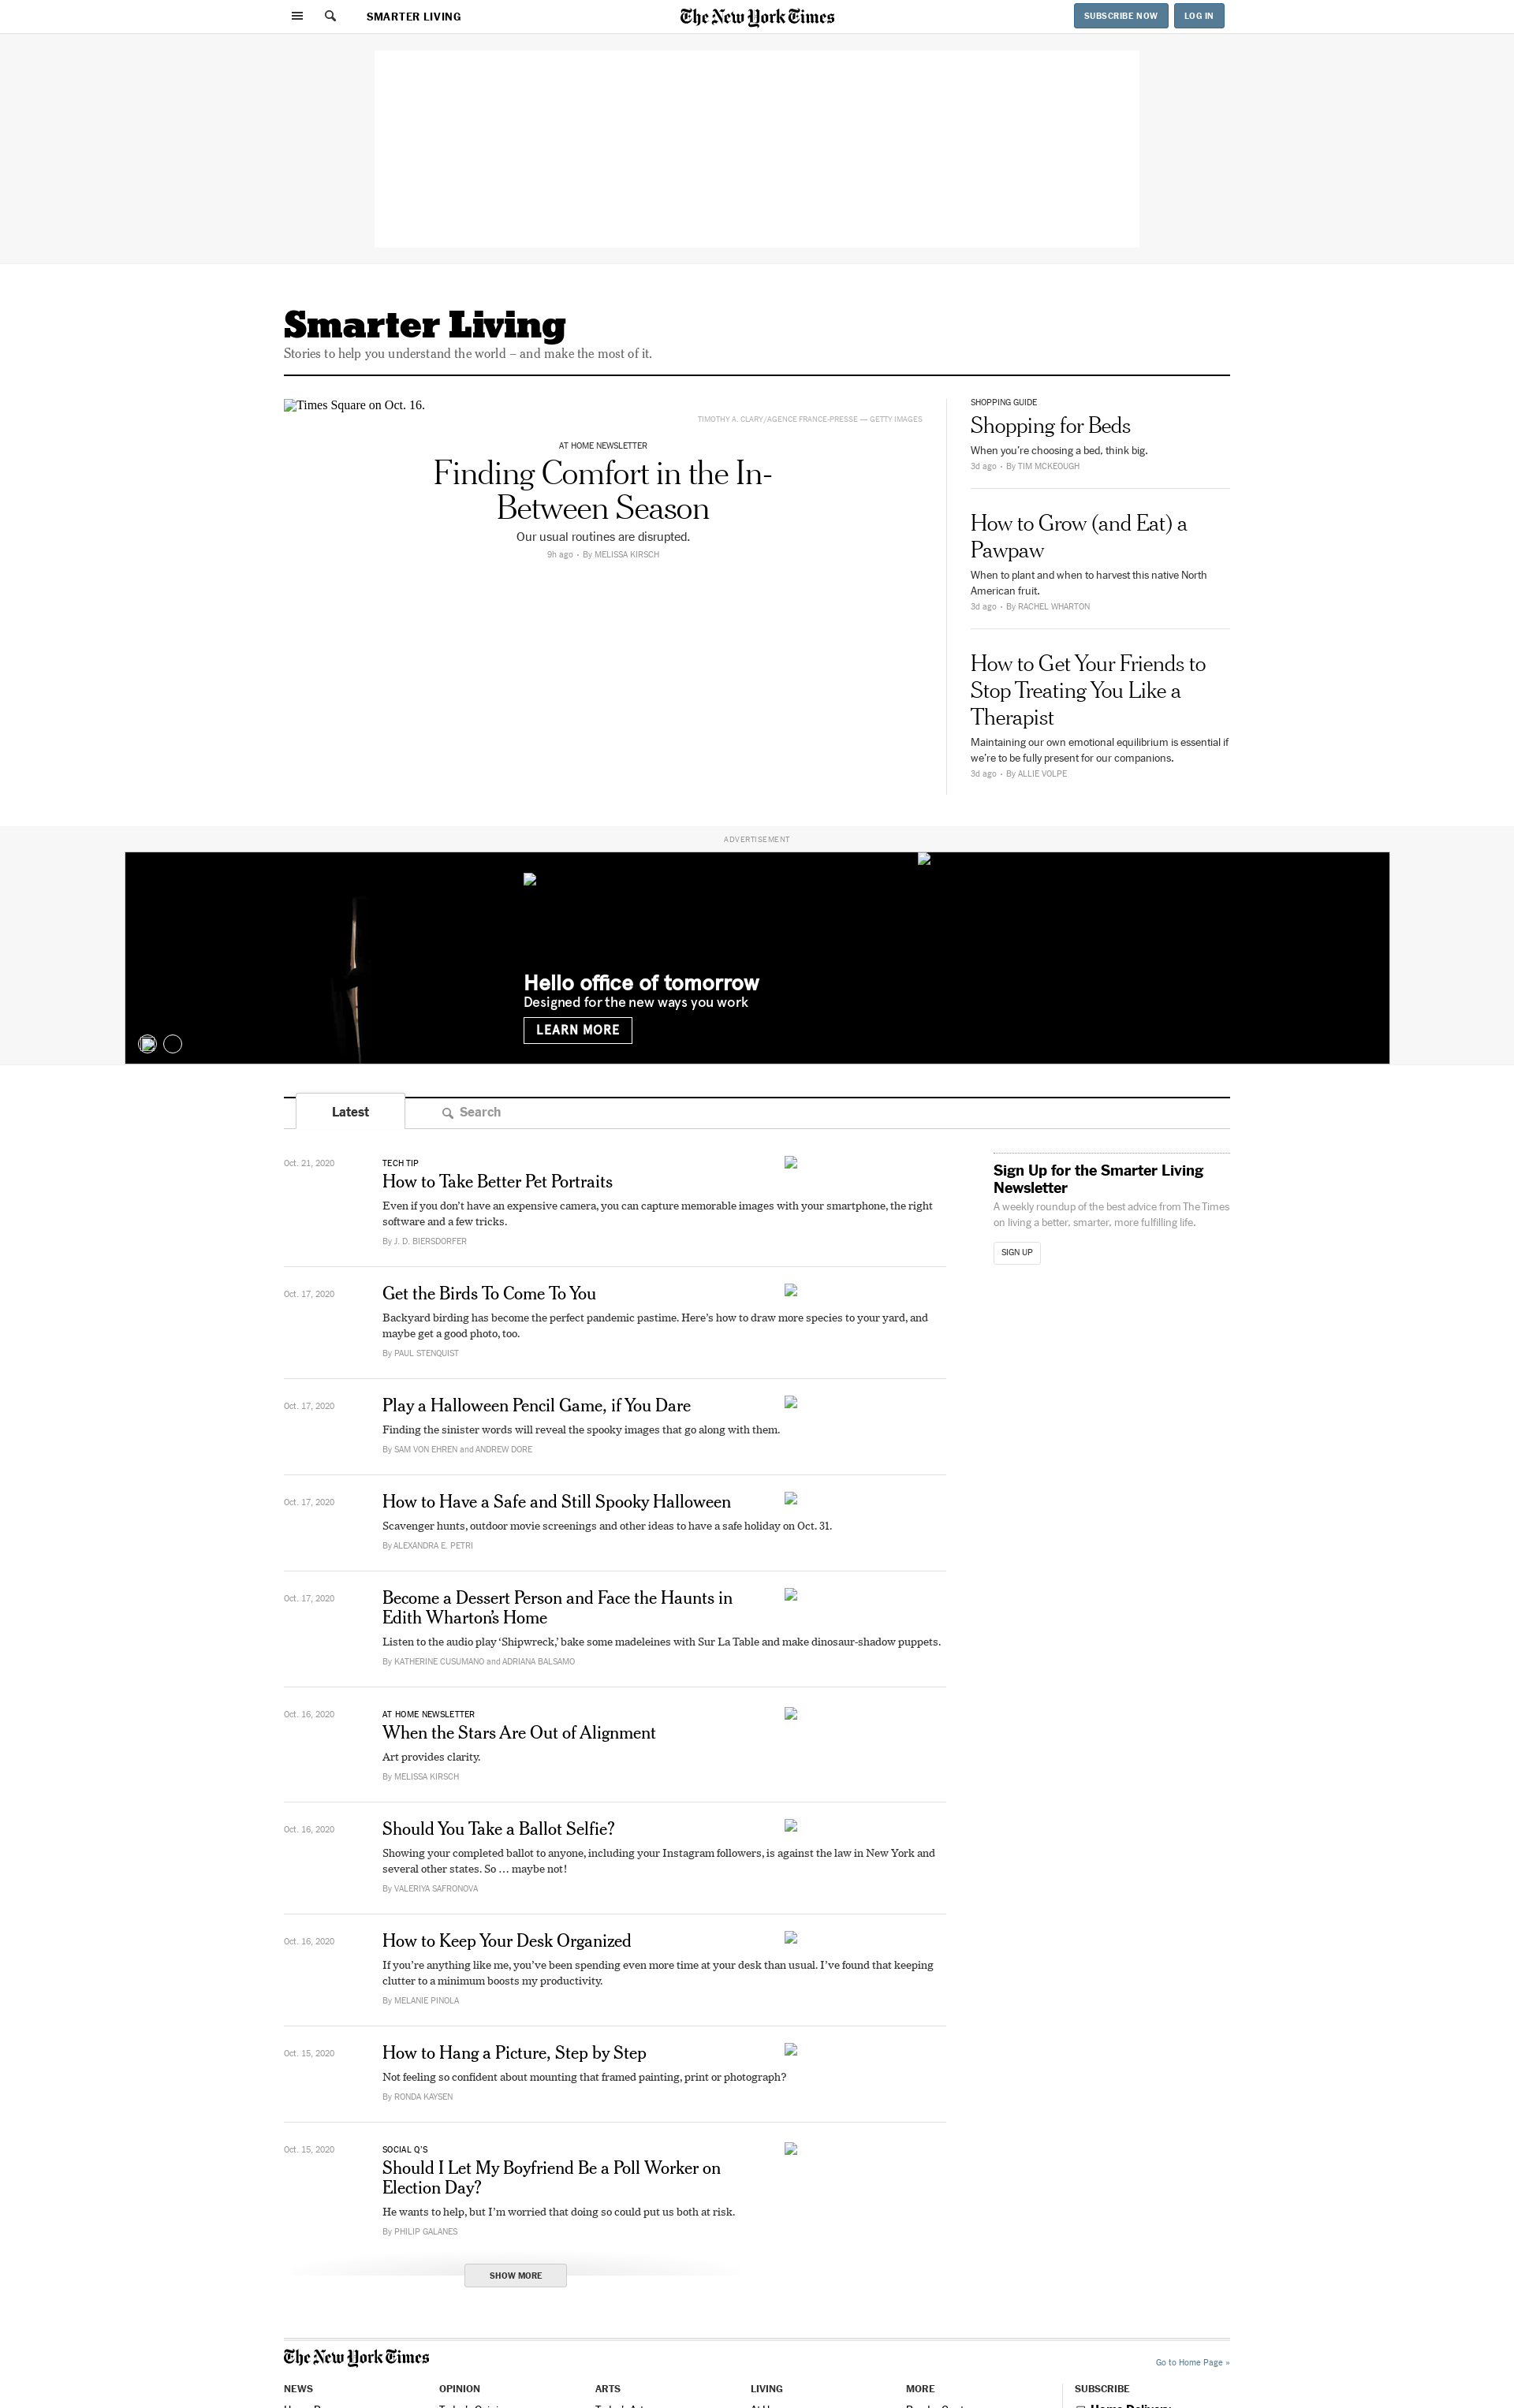 SMARTER LIVING
The New York Times
SUBSCRIBE NOW
LOG IN
Smarter Living
Stories to help you understand the world – and make the most of it.
Times Square on Oct. 16.
TIMOTHY A. CLARY/AGENCE FRANCE-PRESSE — GETTY IMAGES
AT HOME NEWSLETTER
Finding Comfort in the In-
Between Season
Our usual routines are disrupted.
9h ago • By MELISSA KIRSCH
SHOPPING GUIDE
Shopping for Beds
When you’re choosing a bed, think big.
3d ago • By TIM MCKEOUGH
How to Grow (and Eat) a
Pawpaw
When to plant and when to harvest this native North
American fruit.
3d ago • By RACHEL WHARTON
How to Get Your Friends to
Stop Treating You Like a
Therapist
Maintaining our own emotional equilibrium is essential if
we’re to be fully present for our companions.
3d ago • By ALLIE VOLPE
ADVERTISEMENT
Hello office of tomorrow
Designed for the new ways you work
LEARN MORE
Latest
Search
Oct. 21, 2020
TECH TIP
How to Take Better Pet Portraits
Even if you don’t have an expensive camera, you can capture memorable images with your smartphone, the right
software and a few tricks.
By J. D. BIERSDORFER
Oct. 17, 2020
Get the Birds To Come To You
Backyard birding has become the perfect pandemic pastime. Here’s how to draw more species to your yard, and
maybe get a good photo, too.
By PAUL STENQUIST
Oct. 17, 2020
Play a Halloween Pencil Game, if You Dare
Finding the sinister words will reveal the spooky images that go along with them.
By SAM VON EHREN and ANDREW DORE
Oct. 17, 2020
How to Have a Safe and Still Spooky Halloween
Scavenger hunts, outdoor movie screenings and other ideas to have a safe holiday on Oct. 31.
By ALEXANDRA E. PETRI
Oct. 17, 2020
Become a Dessert Person and Face the Haunts in
Edith Wharton’s Home
Listen to the audio play ‘Shipwreck,’ bake some madeleines with Sur La Table and make dinosaur-shadow puppets.
By KATHERINE CUSUMANO and ADRIANA BALSAMO
Oct. 16, 2020
AT HOME NEWSLETTER
When the Stars Are Out of Alignment
Art provides clarity.
By MELISSA KIRSCH
Oct. 16, 2020
Should You Take a Ballot Selfie?
Showing your completed ballot to anyone, including your Instagram followers, is against the law in New York and
several other states. So … maybe not!
By VALERIYA SAFRONOVA
Oct. 16, 2020
How to Keep Your Desk Organized
If you’re anything like me, you’ve been spending even more time at your desk than usual. I’ve found that keeping
clutter to a minimum boosts my productivity.
By MELANIE PINOLA
Oct. 15, 2020
How to Hang a Picture, Step by Step
Not feeling so confident about mounting that framed painting, print or photograph?
By RONDA KAYSEN
Oct. 15, 2020
SOCIAL Q’S
Should I Let My Boyfriend Be a Poll Worker on
Election Day?
He wants to help, but I’m worried that doing so could put us both at risk.
By PHILIP GALANES
SHOW MORE
Sign Up for the Smarter Living
Newsletter
A weekly roundup of the best advice from The Times
on living a better, smarter, more fulfilling life.
SIGN UP
The New York Times
Go to Home Page »
NEWS
OPINION
ARTS
LIVING
MORE
SUBSCRIBE